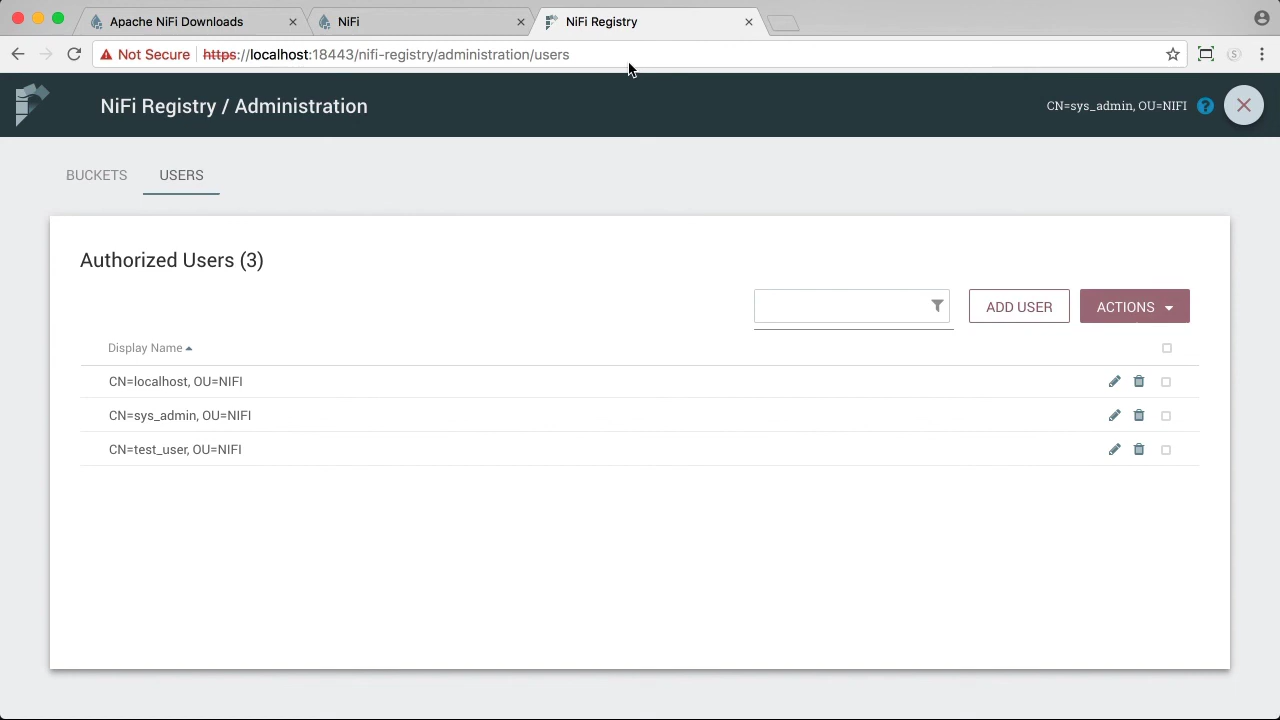 Apache NiFi Downloads
NiFi
NiFi Registry
Not Secure
https://localhost:18443/nifi-registry/administration/users
NiFi Registry / Administration
CN=sys_admin, OU=NIFI
BUCKETS
USERS
Authorized Users (3)
ADD USER
ACTIONS
Display Name
CN=localhost, OU=NIFI
CN=sys_admin, OU=NIFI
CN=test_user, OU=NIFI